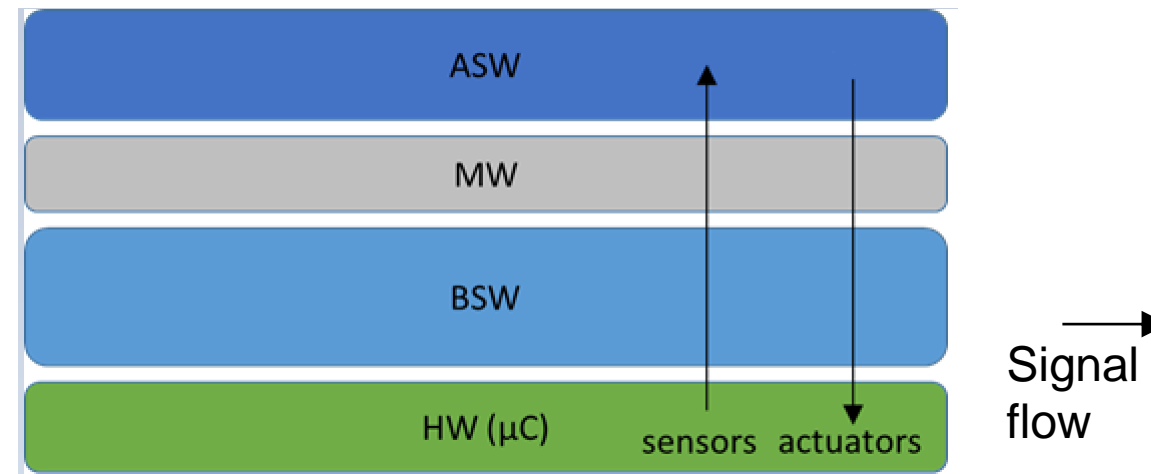 ASW
MW
BSW
HW (µC)
sensors actuators
Signal
flow